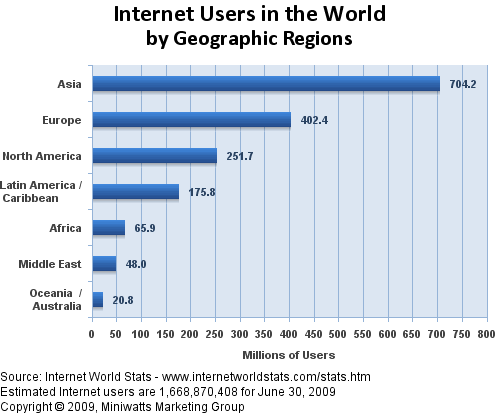 Internet Users in the World
by Geographic Regions
Asia 704.2
Europe 402.4
North America 251.7
Latin America /
Caribbean 175.8
Africa 65.9
Middle East 48.0
Oceania /
Australia 20.8
0 50 100 150 200 250 300 350 400 450 500 550 600 650 700 750 800
Millions of Users
Source: Internet World Stats - www.internetworldstats.com/stats.htm
Estimated Internet users are 1,668,870,408 for June 30, 2009
Copyright © 2009, Miniwatts Marketing Group